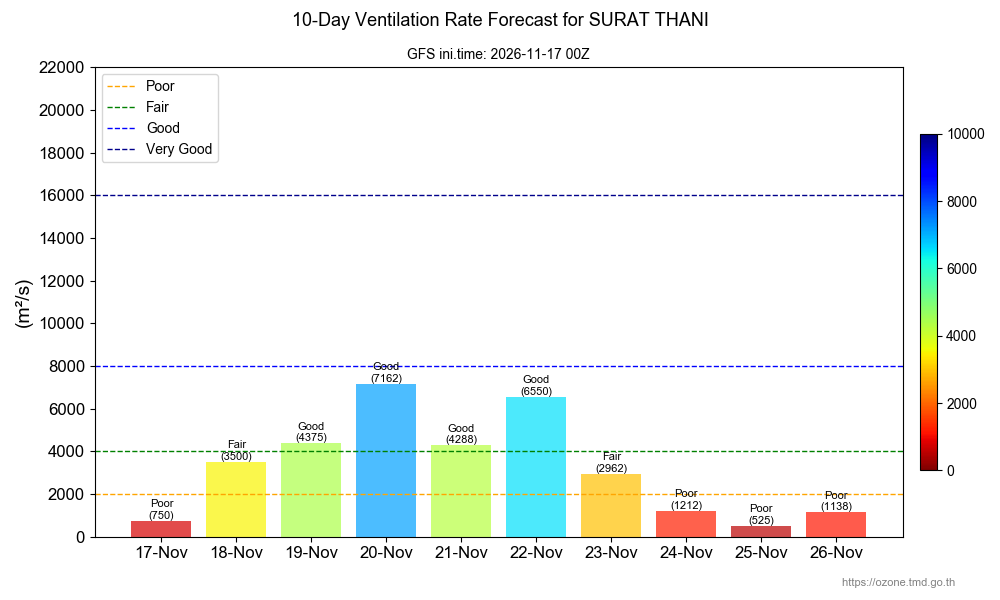 10-Day Ventilation Rate Forecast for SURAT THANI
GFS ini.time: 2026-11-17 00Z
22000
20000
18000
16000
14000
12000
10000
8000
6000
4000
2000
0
(m²/s)
Poor
Fair
Good
Very Good
Poor
(750)
Fair
(3500)
Good
(4375)
Good
(7162)
Good
(4288)
Good
(6550)
Fair
(2962)
Poor
(1212)
Poor
(525)
Poor
(1138)
17-Nov
18-Nov
19-Nov
20-Nov
21-Nov
22-Nov
23-Nov
24-Nov
25-Nov
26-Nov
10000
8000
6000
4000
2000
0
https://ozone.tmd.go.th